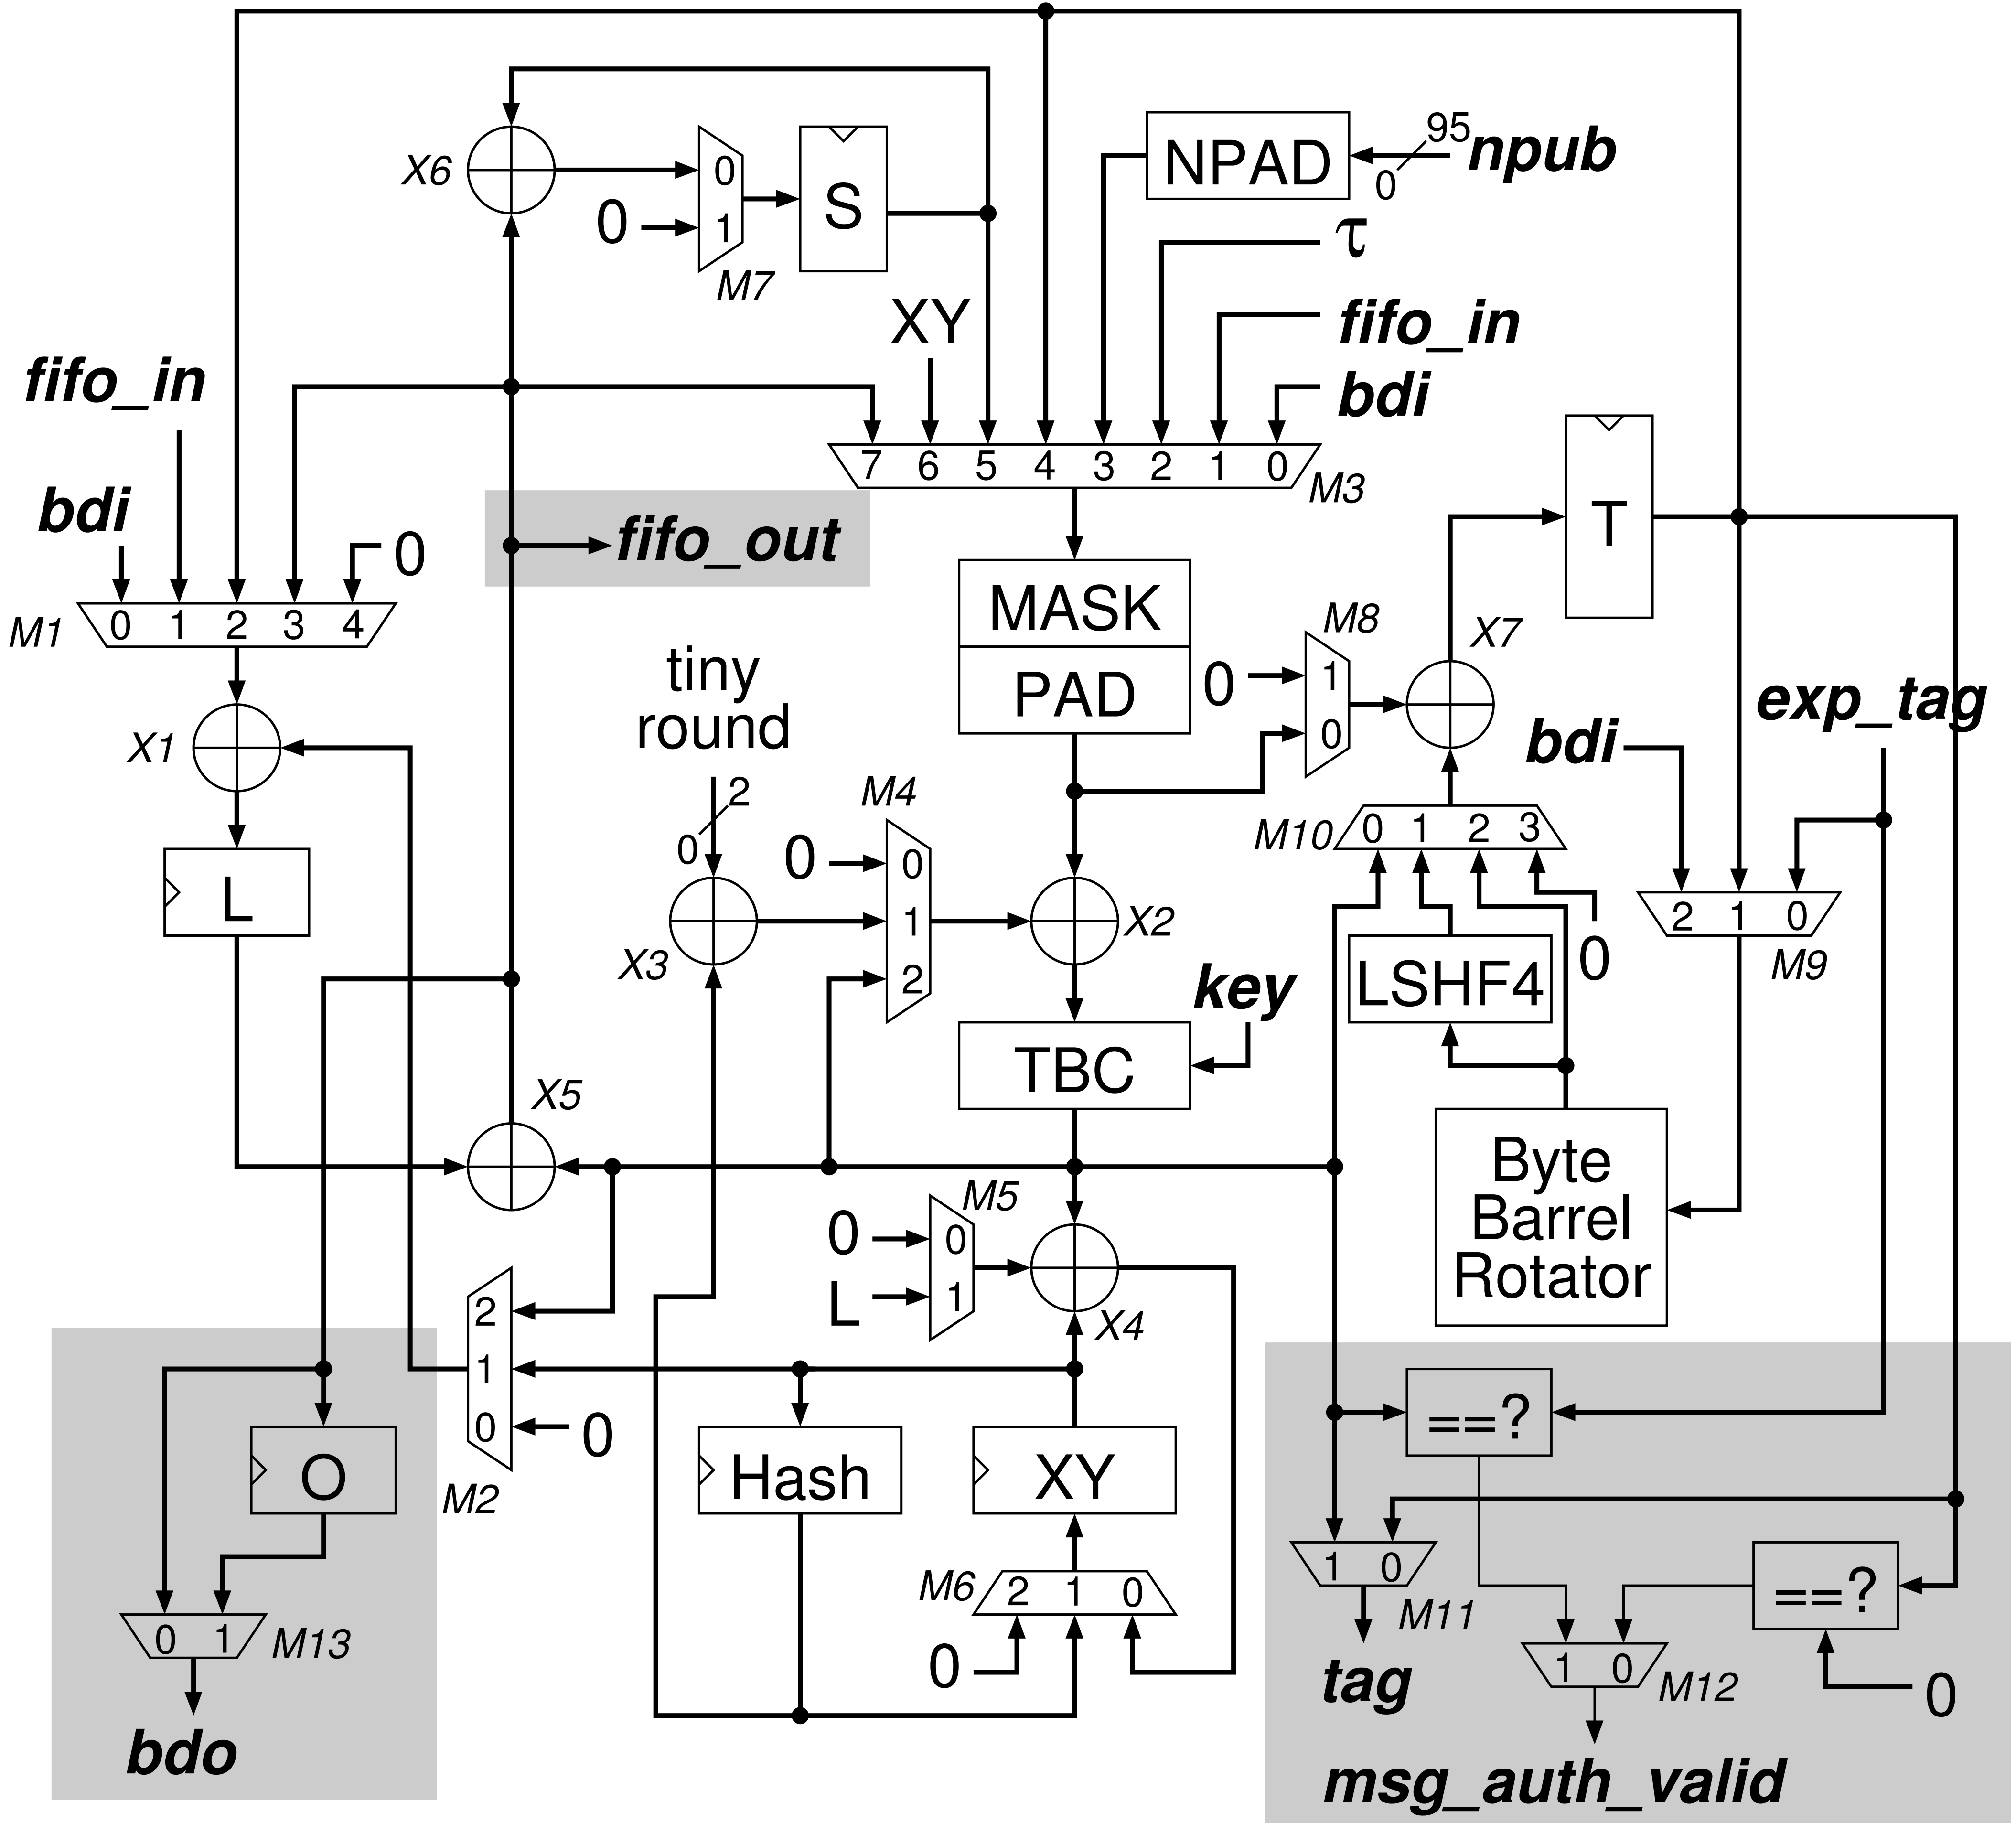 X6
0
0
1
M7
S
NPAD
95
0
npub
τ
XY
fifo_in
bdi
fifo_in
bdi
0
7 6 5 4 3 2 1 0
M3
fifo_out
M1
0 1 2 3 4
T
MASK
PAD
M8
0
1
0
X7
tiny
round
2
0
exp_tag
bdi
X1
M4
0
0
1
2
M10
0 1 2 3
L
X3
X2
LSHF4
0
2 1 0
M9
key
TBC
X5
Byte
Barrel
Rotator
M5
0
0
L
1
X4
2
1
0
0
M2
==?
O
Hash
XY
M6
2 1 0
0
1 0
M11
==?
0 1
M13
tag
1 0
M12
0
bdo
msg_auth_valid